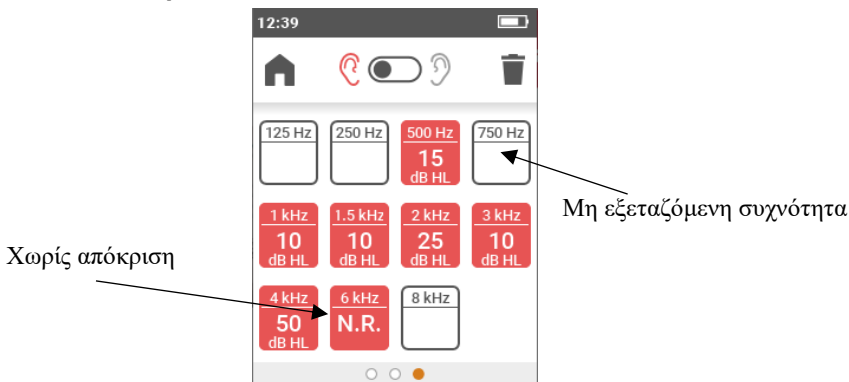 12:39
125 Hz 250 Hz 500 Hz 750 Hz
15
dB HL
Μη εξεταζόμενη συχνότητα
1 kHz 1.5 kHz 2 kHz 3 kHz
10 10 25 10
dB HL dB HL dB HL dB HL
Χωρίς απόκριση
4 kHz 6 kHz 8 kHz
50 N.R.
dB HL